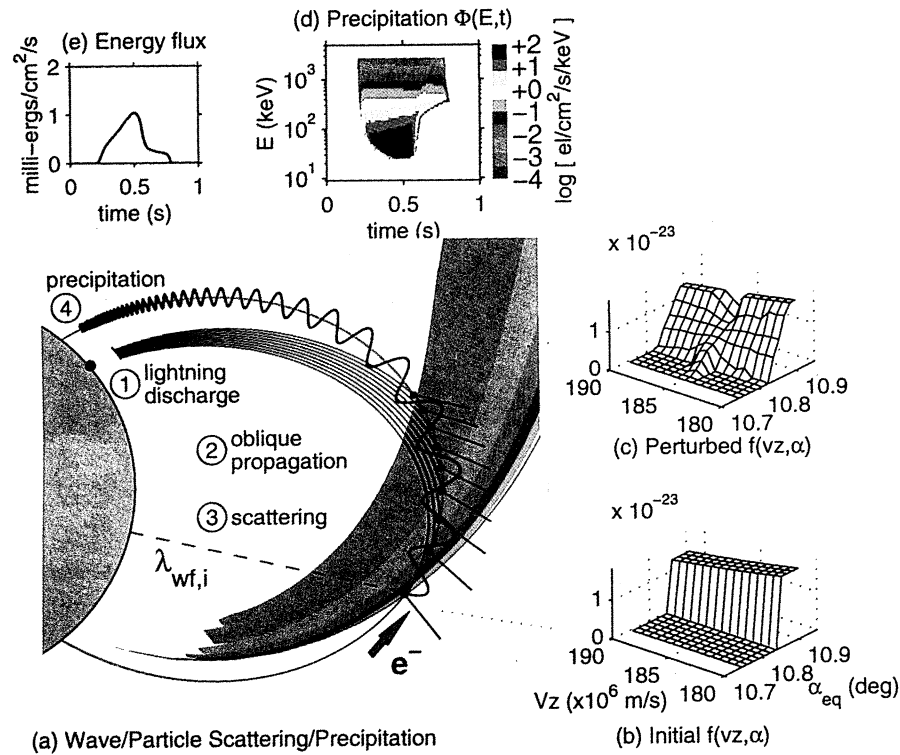 (d) Precipitation Φ(E,t)
(e) Energy flux
milli-ergs/cm²/s
2
1
0
0 0.5 1
time (s)
E (keV)
10³
10²
10¹
0 0.5 1
time (s)
+2
+1
+0
−1
−2
−3
−4
log [ el/cm²/s/keV ]
precipitation
④
① lightning
discharge
② oblique
propagation
③ scattering
λwf,i
e⁻
(a) Wave/Particle Scattering/Precipitation
x 10⁻²³
1
0
190
185
180
10.7
10.8
10.9
(c) Perturbed f(vz,α)
x 10⁻²³
1
0
190
185
180
10.7
10.8
10.9
Vz (x10⁶ m/s)
αeq (deg)
(b) Initial f(vz,α)